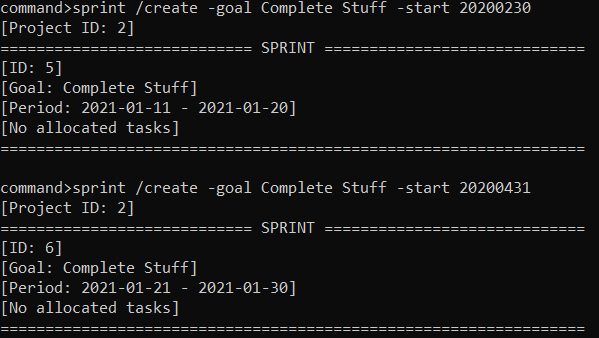 command>sprint /create -goal Complete Stuff -start 20200230
[Project ID: 2]
============================ SPRINT =============================
[ID: 5]
[Goal: Complete Stuff]
[Period: 2021-01-11 - 2021-01-20]
[No allocated tasks]
=================================================================
command>sprint /create -goal Complete Stuff -start 20200431
[Project ID: 2]
============================ SPRINT =============================
[ID: 6]
[Goal: Complete Stuff]
[Period: 2021-01-21 - 2021-01-30]
[No allocated tasks]
=================================================================